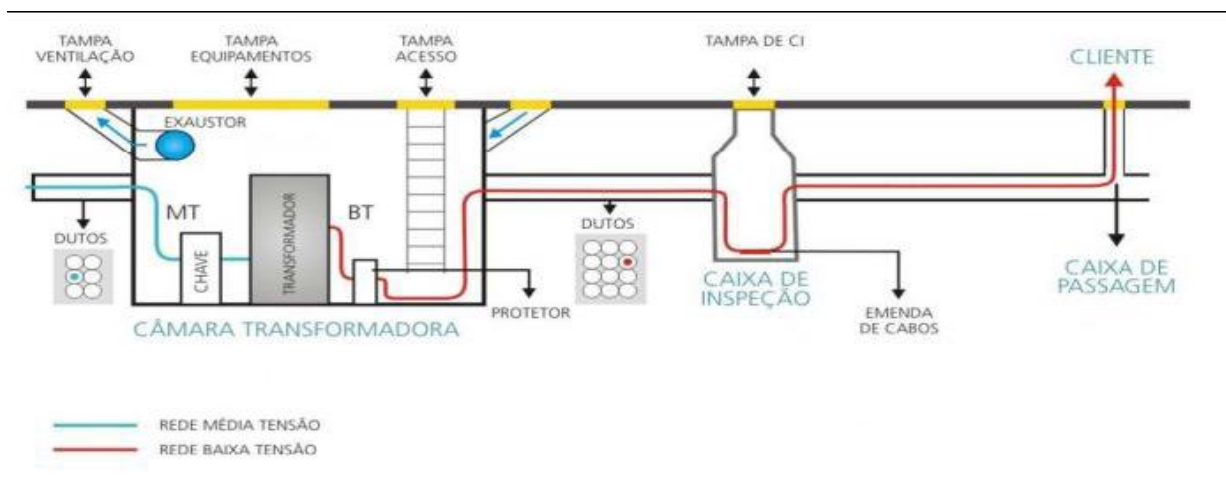 TAMPA
VENTILAÇÃO
TAMPA
EQUIPAMENTOS
TAMPA
ACESSO
TAMPA DE CI
CLIENTE
EXAUSTOR
MT
BT
DUTOS
CHAVE
TRANSFORMADOR
DUTOS
PROTETOR
CÂMARA TRANSFORMADORA
CAIXA DE
INSPEÇÃO
EMENDA
DE CABOS
CAIXA DE
PASSAGEM
REDE MÉDIA TENSÃO
REDE BAIXA TENSÃO